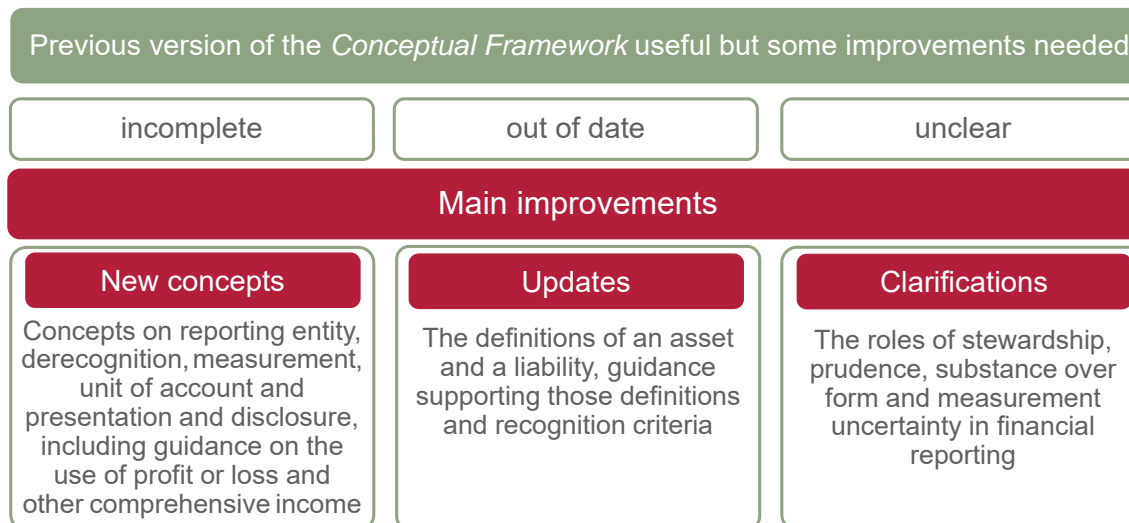 Previous version of the Conceptual Framework useful but some improvements needed
incomplete
out of date
unclear
Main improvements
New concepts
Concepts on reporting entity,
derecognition, measurement,
unit of account and
presentation and disclosure,
including guidance on the
use of profit or loss and
other comprehensive income
Updates
The definitions of an asset
and a liability, guidance
supporting those definitions
and recognition criteria
Clarifications
The roles of stewardship,
prudence, substance over
form and measurement
uncertainty in financial
reporting